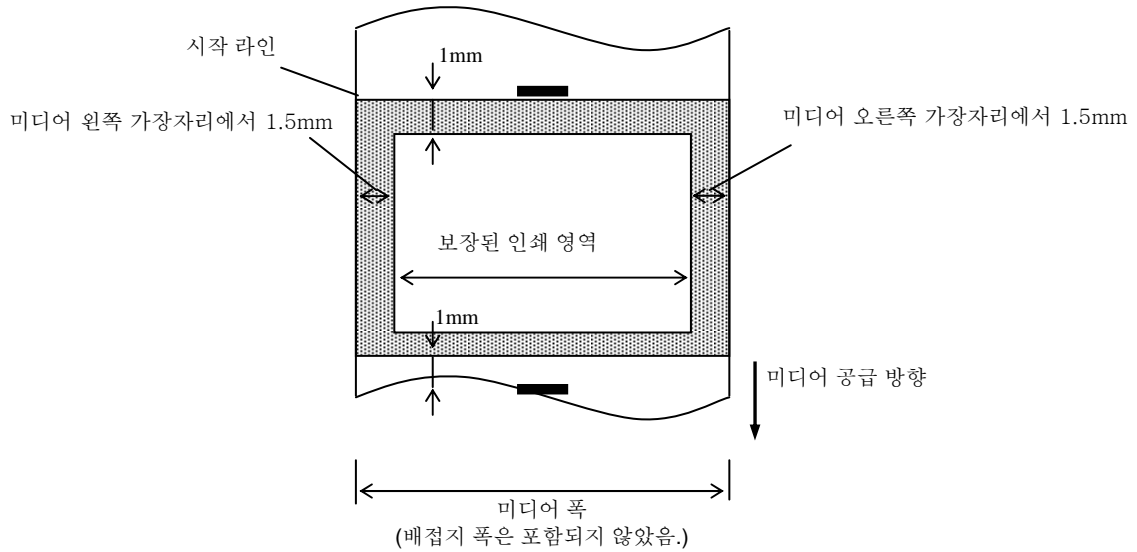 시작 라인
1mm
미디어 왼쪽 가장자리에서 1.5mm
미디어 오른쪽 가장자리에서 1.5mm
보장된 인쇄 영역
1mm
미디어 공급 방향
미디어 폭
(배접지 폭은 포함되지 않았음.)